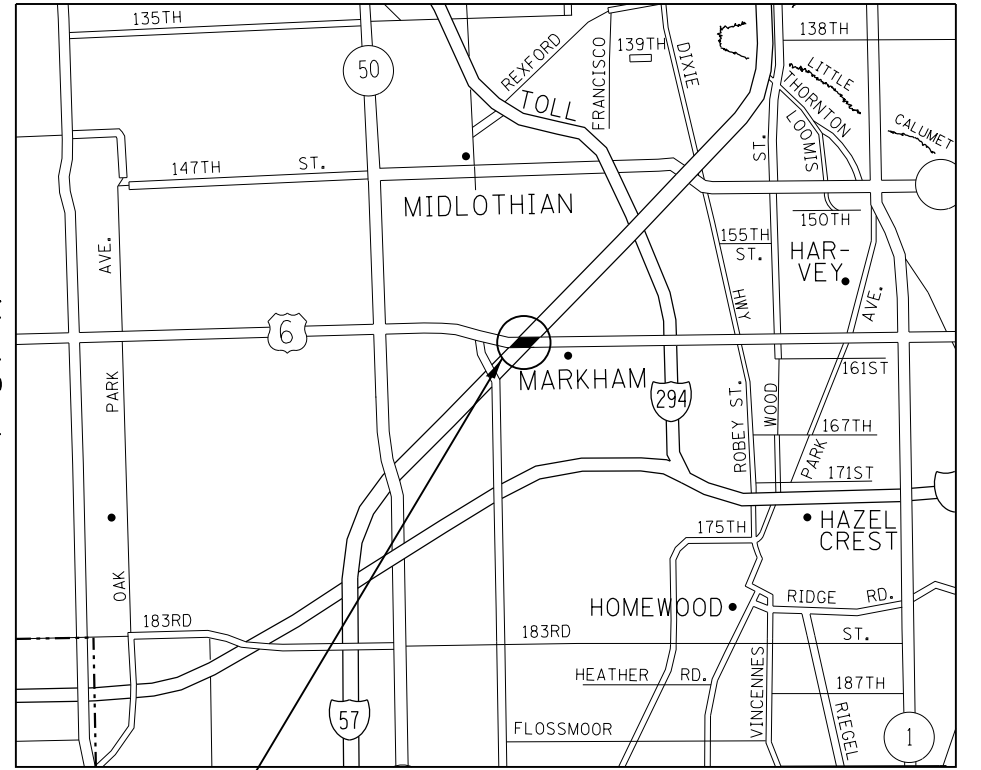 135TH
50
REXFORD
FRANCISCO
139TH
DIXIE
138TH
LITTLE
THORNTON
LOOMIS
CALUMET
TOLL
147TH ST.
ST.
MIDLOTHIAN
150TH
155TH
ST.
HAR-
VEY
AVE.
HWY
AVE.
6
MARKHAM
294
161ST
PARK
ROBEY ST.
WOOD
167TH
PARK
171ST
175TH
HAZEL
CREST
OAK
HOMEWOOD
RIDGE RD.
183RD
183RD
ST.
HEATHER RD.
VINCENNES
187TH
57
FLOSSMOOR
RIEGEL
1